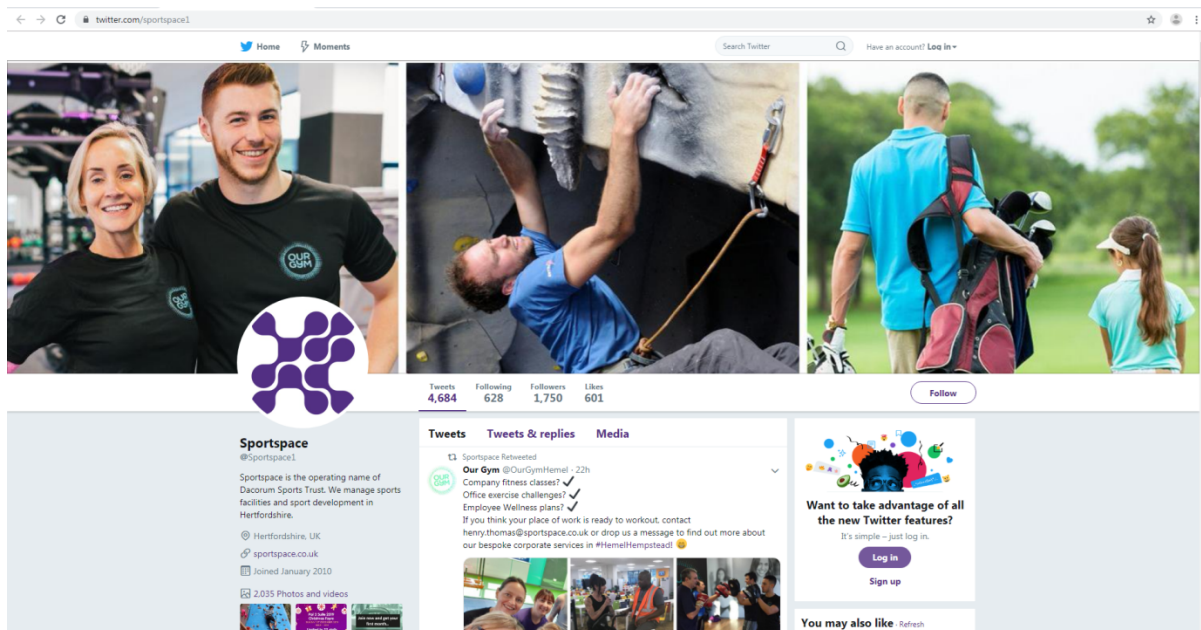 twitter.com/sportspace1
Home Moments
Search Twitter
Have an account? Log in
OUR GYM
OUR GYM
Tweets Following Followers Likes
4,684 628 1,750 601
Follow
Sportspace
@Sportspace1
Sportspace is the operating name of
Dacorum Sports Trust. We manage sports
facilities and sport development in
Hertfordshire.
Hertfordshire, UK
sportspace.co.uk
Joined January 2010
2,035 Photos and videos
Tweets Tweets & replies Media
Sportspace Retweeted
OUR GYM
Our Gym @OurGymHemel · 22h
Company fitness classes? ✔
Office exercise challenges? ✔
Employee Wellness plans? ✔
If you think your place of work is ready to workout, contact
henry.thomas@sportspace.co.uk or drop us a message to find out more about
our bespoke corporate services in #HemelHempstead!
Want to take advantage of all
the new Twitter features?
It's simple – just log in.
Log in
Sign up
You may also like · Refresh